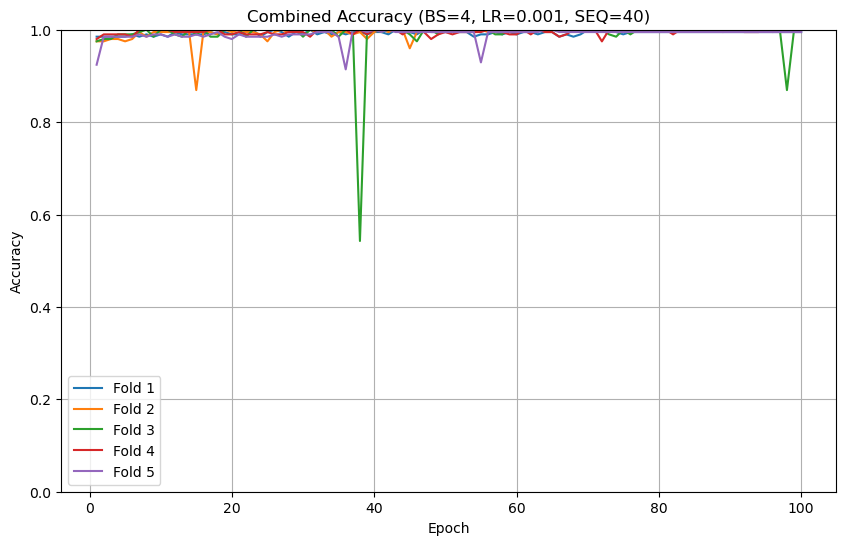 Combined Accuracy (BS=4, LR=0.001, SEQ=40)
1.0
0.8
0.6
0.4
0.2
0.0
Accuracy
Fold 1
Fold 2
Fold 3
Fold 4
Fold 5
0 20 40 60 80 100
Epoch